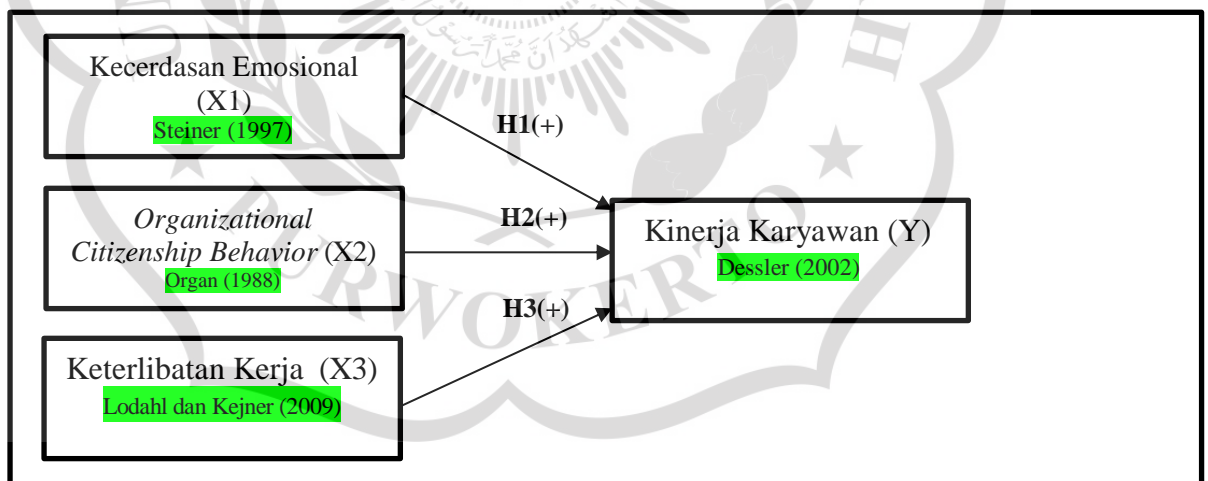 Kecerdasan Emosional
(X1)
Steiner (1997)
H1(+)
Organizational
Citizenship Behavior (X2)
Organ (1988)
H2(+)
Kinerja Karyawan (Y)
Dessler (2002)
H3(+)
Keterlibatan Kerja (X3)
Lodahl dan Kejner (2009)
PURWOKERTO